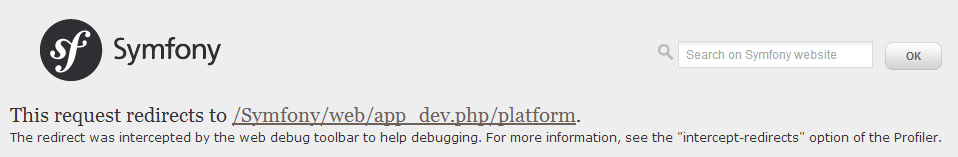 sf Symfony
Search on Symfony website
OK
This request redirects to /Symfony/web/app_dev.php/platform.
The redirect was intercepted by the web debug toolbar to help debugging. For more information, see the "intercept-redirects" option of the Profiler.